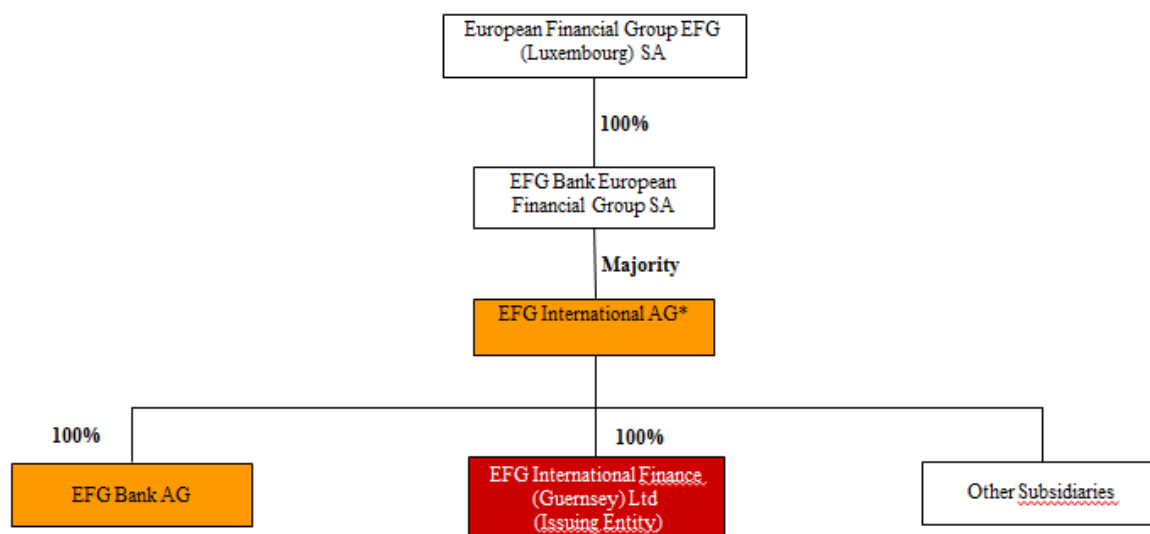 European Financial Group EFG
(Luxembourg) SA
100%
EFG Bank European
Financial Group SA
Majority
EFG International AG*
100%
100%
EFG Bank AG
EFG International Finance
(Guernsey) Ltd
(Issuing Entity)
Other Subsidiaries